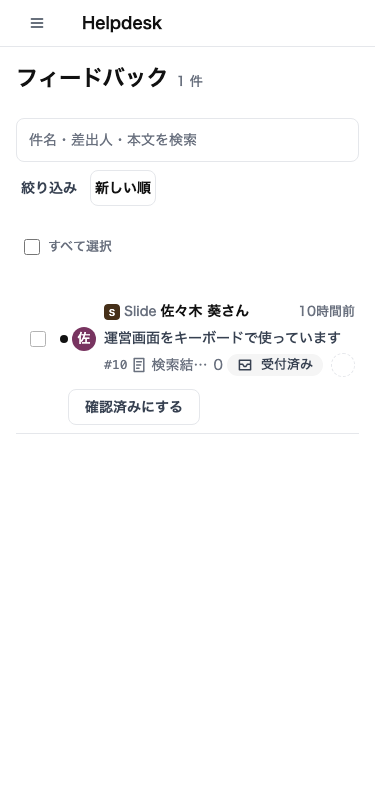 Helpdesk
フィードバック 1 件
件名・差出人・本文を検索
絞り込み 新しい順
すべて選択
S Slide 佐々木 葵さん 10時間前
佐 運営画面をキーボードで使っています
#10 検索結… 0 受付済み
確認済みにする